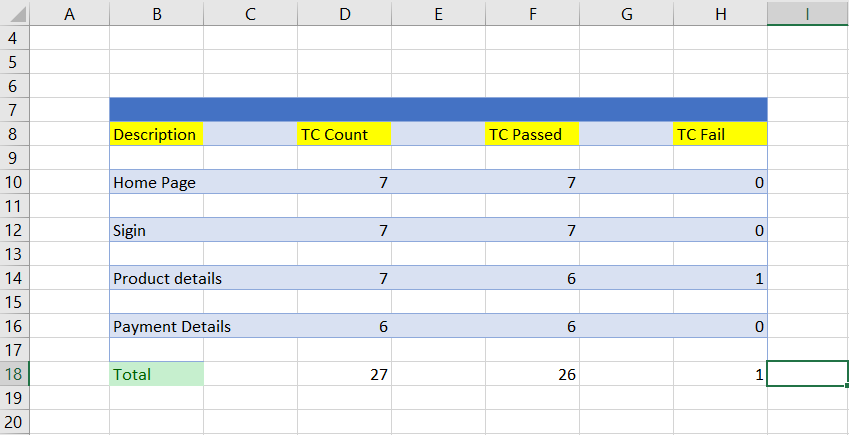 A B C D E F G H I
4
5
6
7
8 Description TC Count TC Passed TC Fail
9
10 Home Page 7 7 0
11
12 Sigin 7 7 0
13
14 Product details 7 6 1
15
16 Payment Details 6 6 0
17
18 Total 27 26 1
19
20